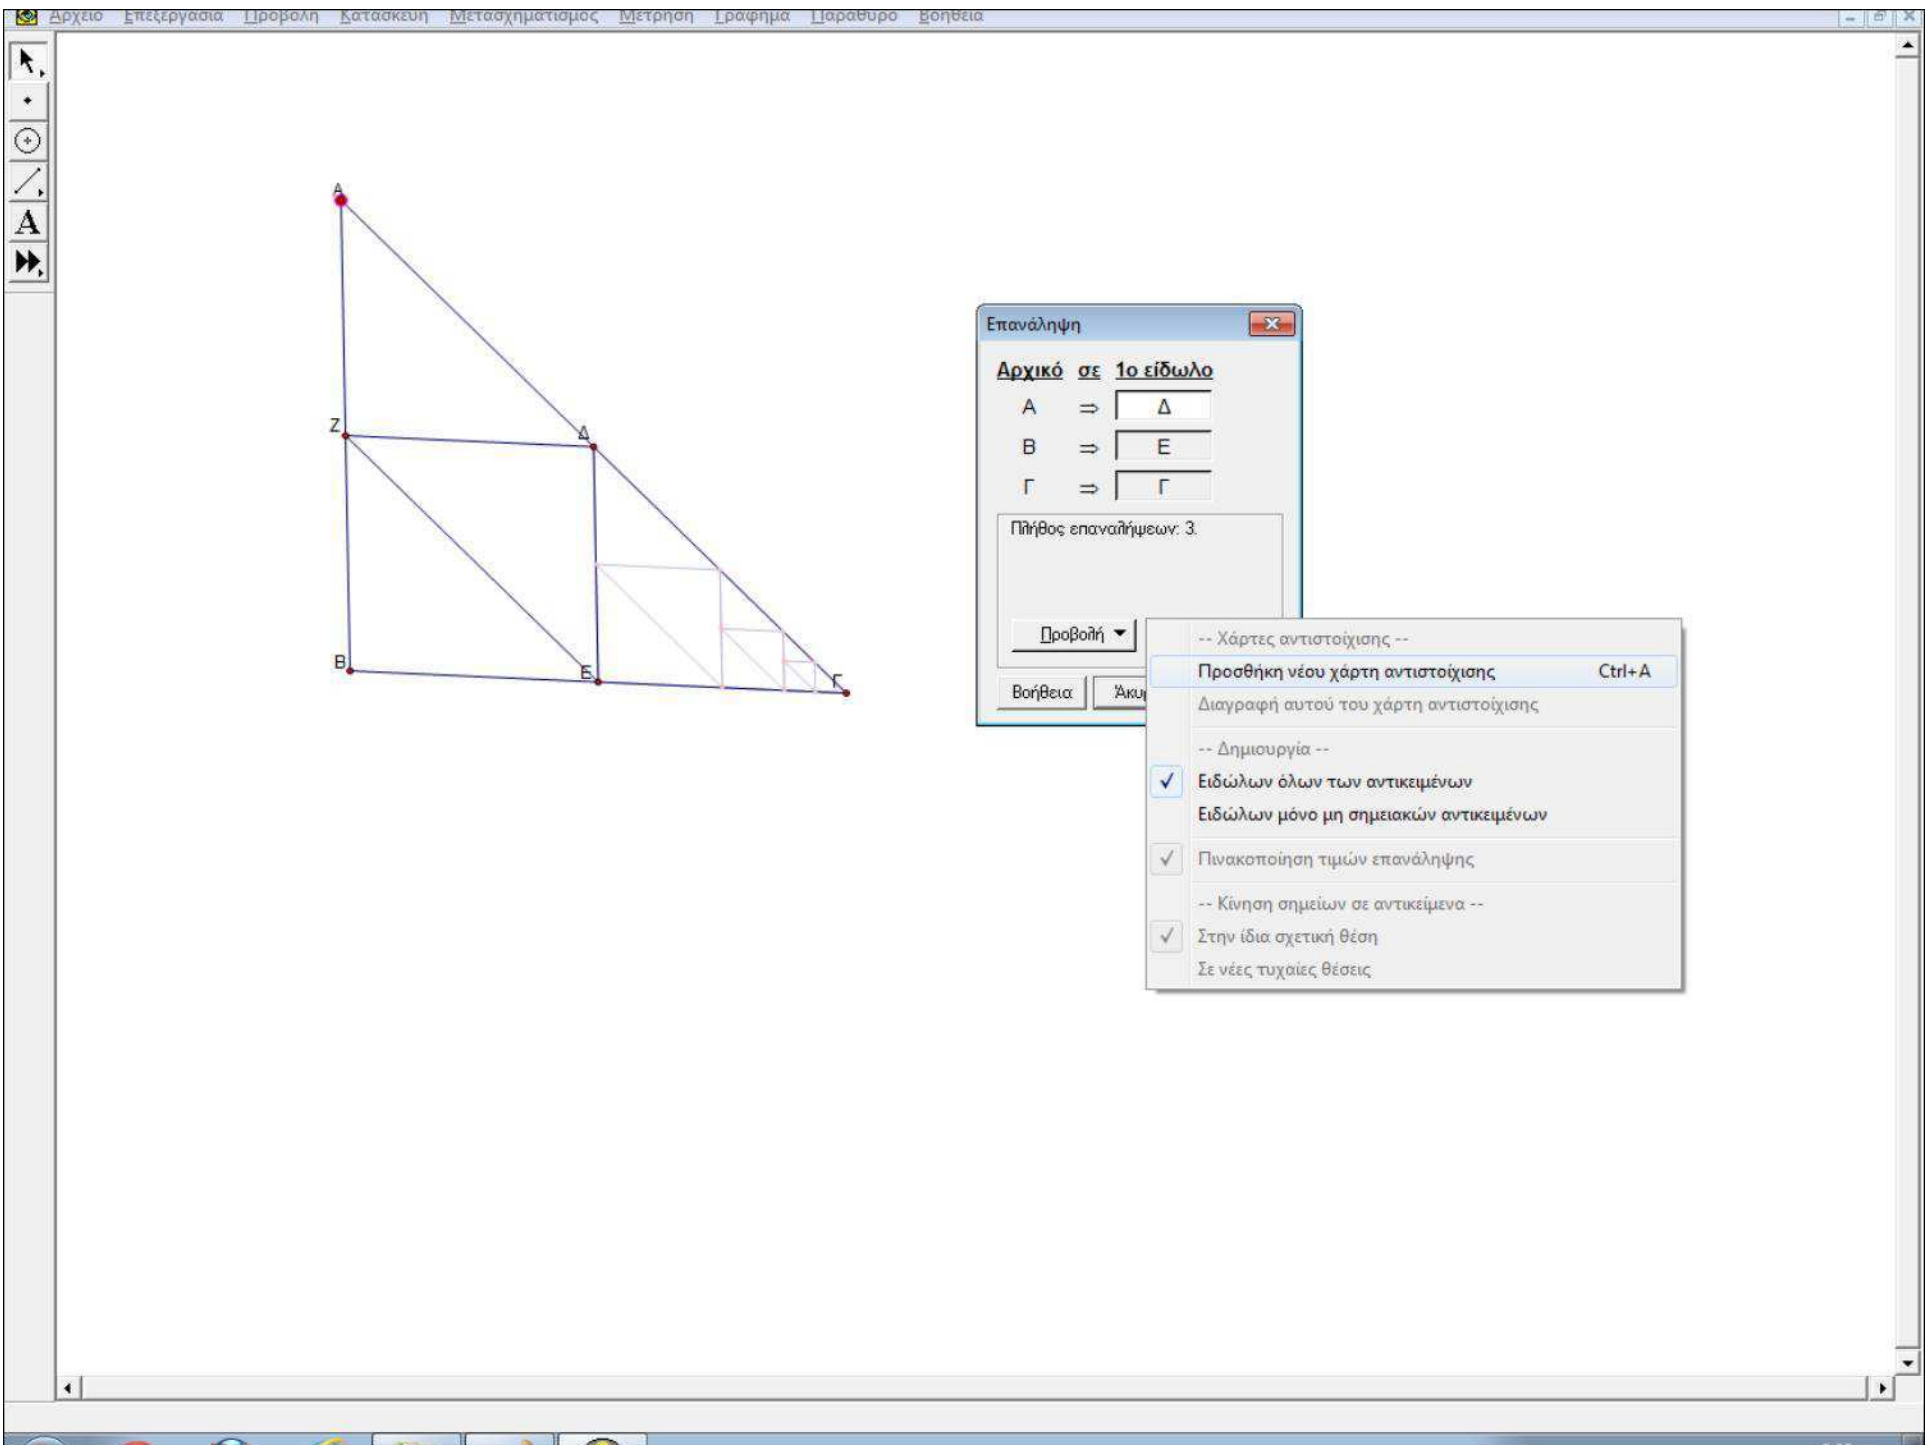 Αρχείο Επεξεργασία Προβολή Κατασκευή Μετασχηματισμός Μέτρηση Γράφημα Παράθυρο Βοήθεια
A
A
Z
Δ
B
E
Γ
Επανάληψη
Αρχικό σε 1ο είδωλο
A ⇒ Δ
B ⇒ E
Γ ⇒ Γ
Πλήθος επαναλήψεων: 3.
Προβολή
Βοήθεια
-- Χάρτες αντιστοίχισης --
Προσθήκη νέου χάρτη αντιστοίχισης Ctrl+A
Διαγραφή αυτού του χάρτη αντιστοίχισης
-- Δημιουργία --
Ειδώλων όλων των αντικειμένων
Ειδώλων μόνο μη σημειακών αντικειμένων
Πινακοποίηση τιμών επανάληψης
-- Κίνηση σημείων σε αντικείμενα --
Στην ίδια σχετική θέση
Σε νέες τυχαίες θέσεις